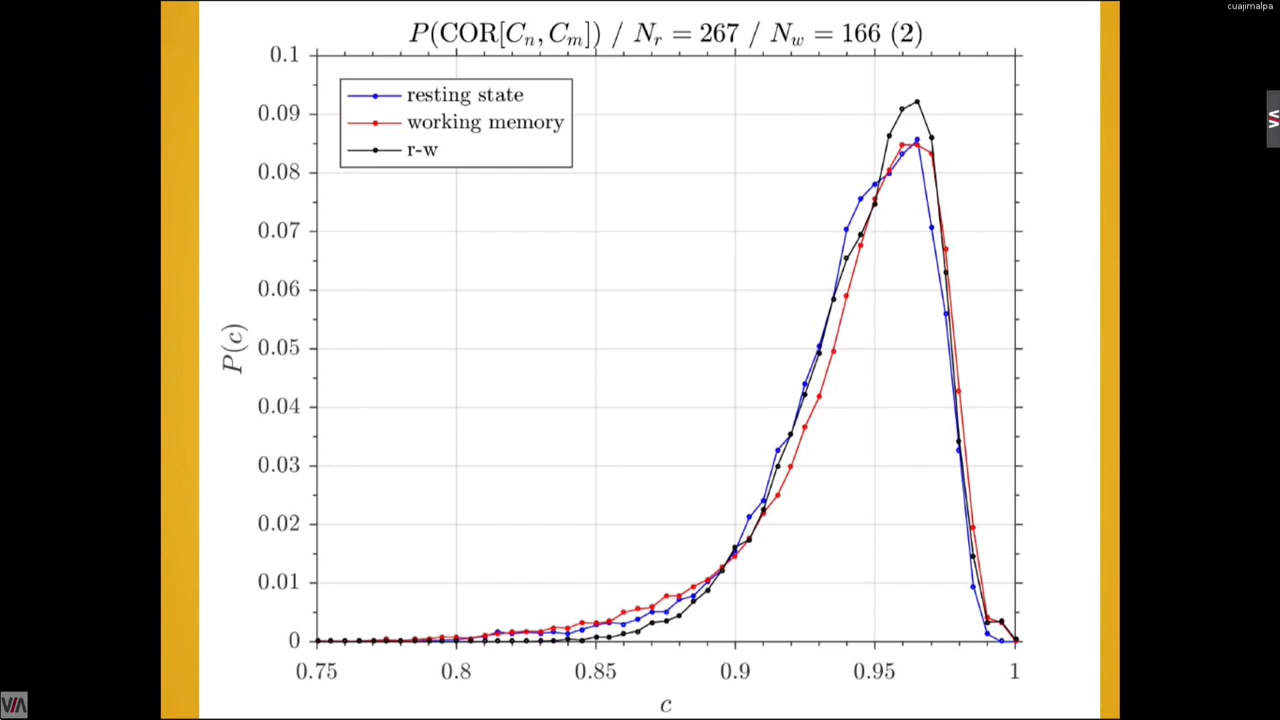 cuajimalpa
P(COR[Cₙ, Cₘ]) / Nᵣ = 267 / N_w = 166 (2)
0.1
resting state
0.09
working memory
r-w
0.08
0.07
0.06
0.05
P(c)
0.04
0.03
0.02
0.01
0
0.75 0.8 0.85 0.9 0.95 1
c
VIA